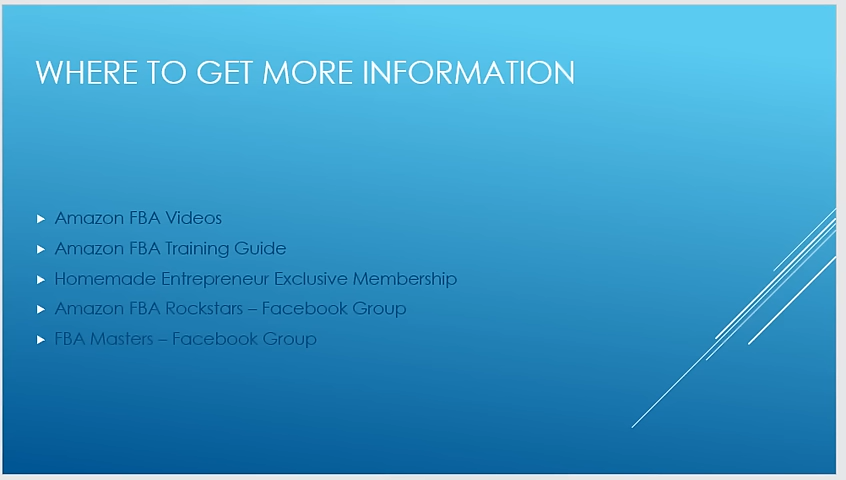 WHERE TO GET MORE INFORMATION
Amazon FBA Videos
Amazon FBA Training Guide
Homemade Entrepreneur Exclusive Membership
Amazon FBA Rockstars – Facebook Group
FBA Masters – Facebook Group